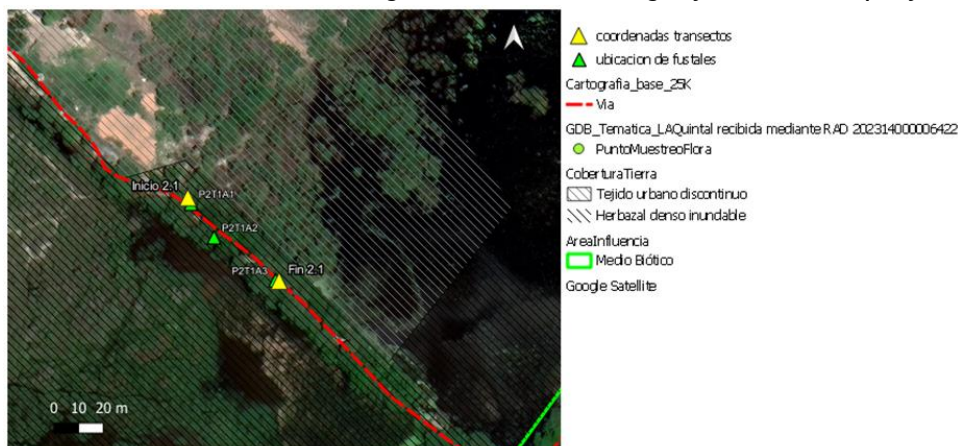 coordenadas transectos
ubicacion de fustales
Cartografia_base_25K
Via
GDB_Tematica_LAQuintal recibida mediante RAD 202314000006422
PuntoMuestreoFlora
CoberturaTierra
Tejido urbano discontinuo
Herbazal denso inundable
AreaInfluencia
Medio Biótico
Google Satellite
Inicio 2.1
P2T1A1
P2T1A2
P2T1A3
Fin 2.1
0 10 20 m